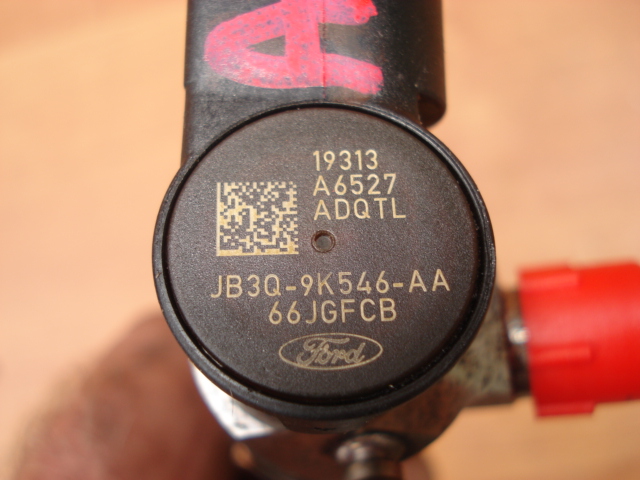 A
19313
A6527
ADQTL
JB3Q-9K546-AA
66JGFCB
Ford